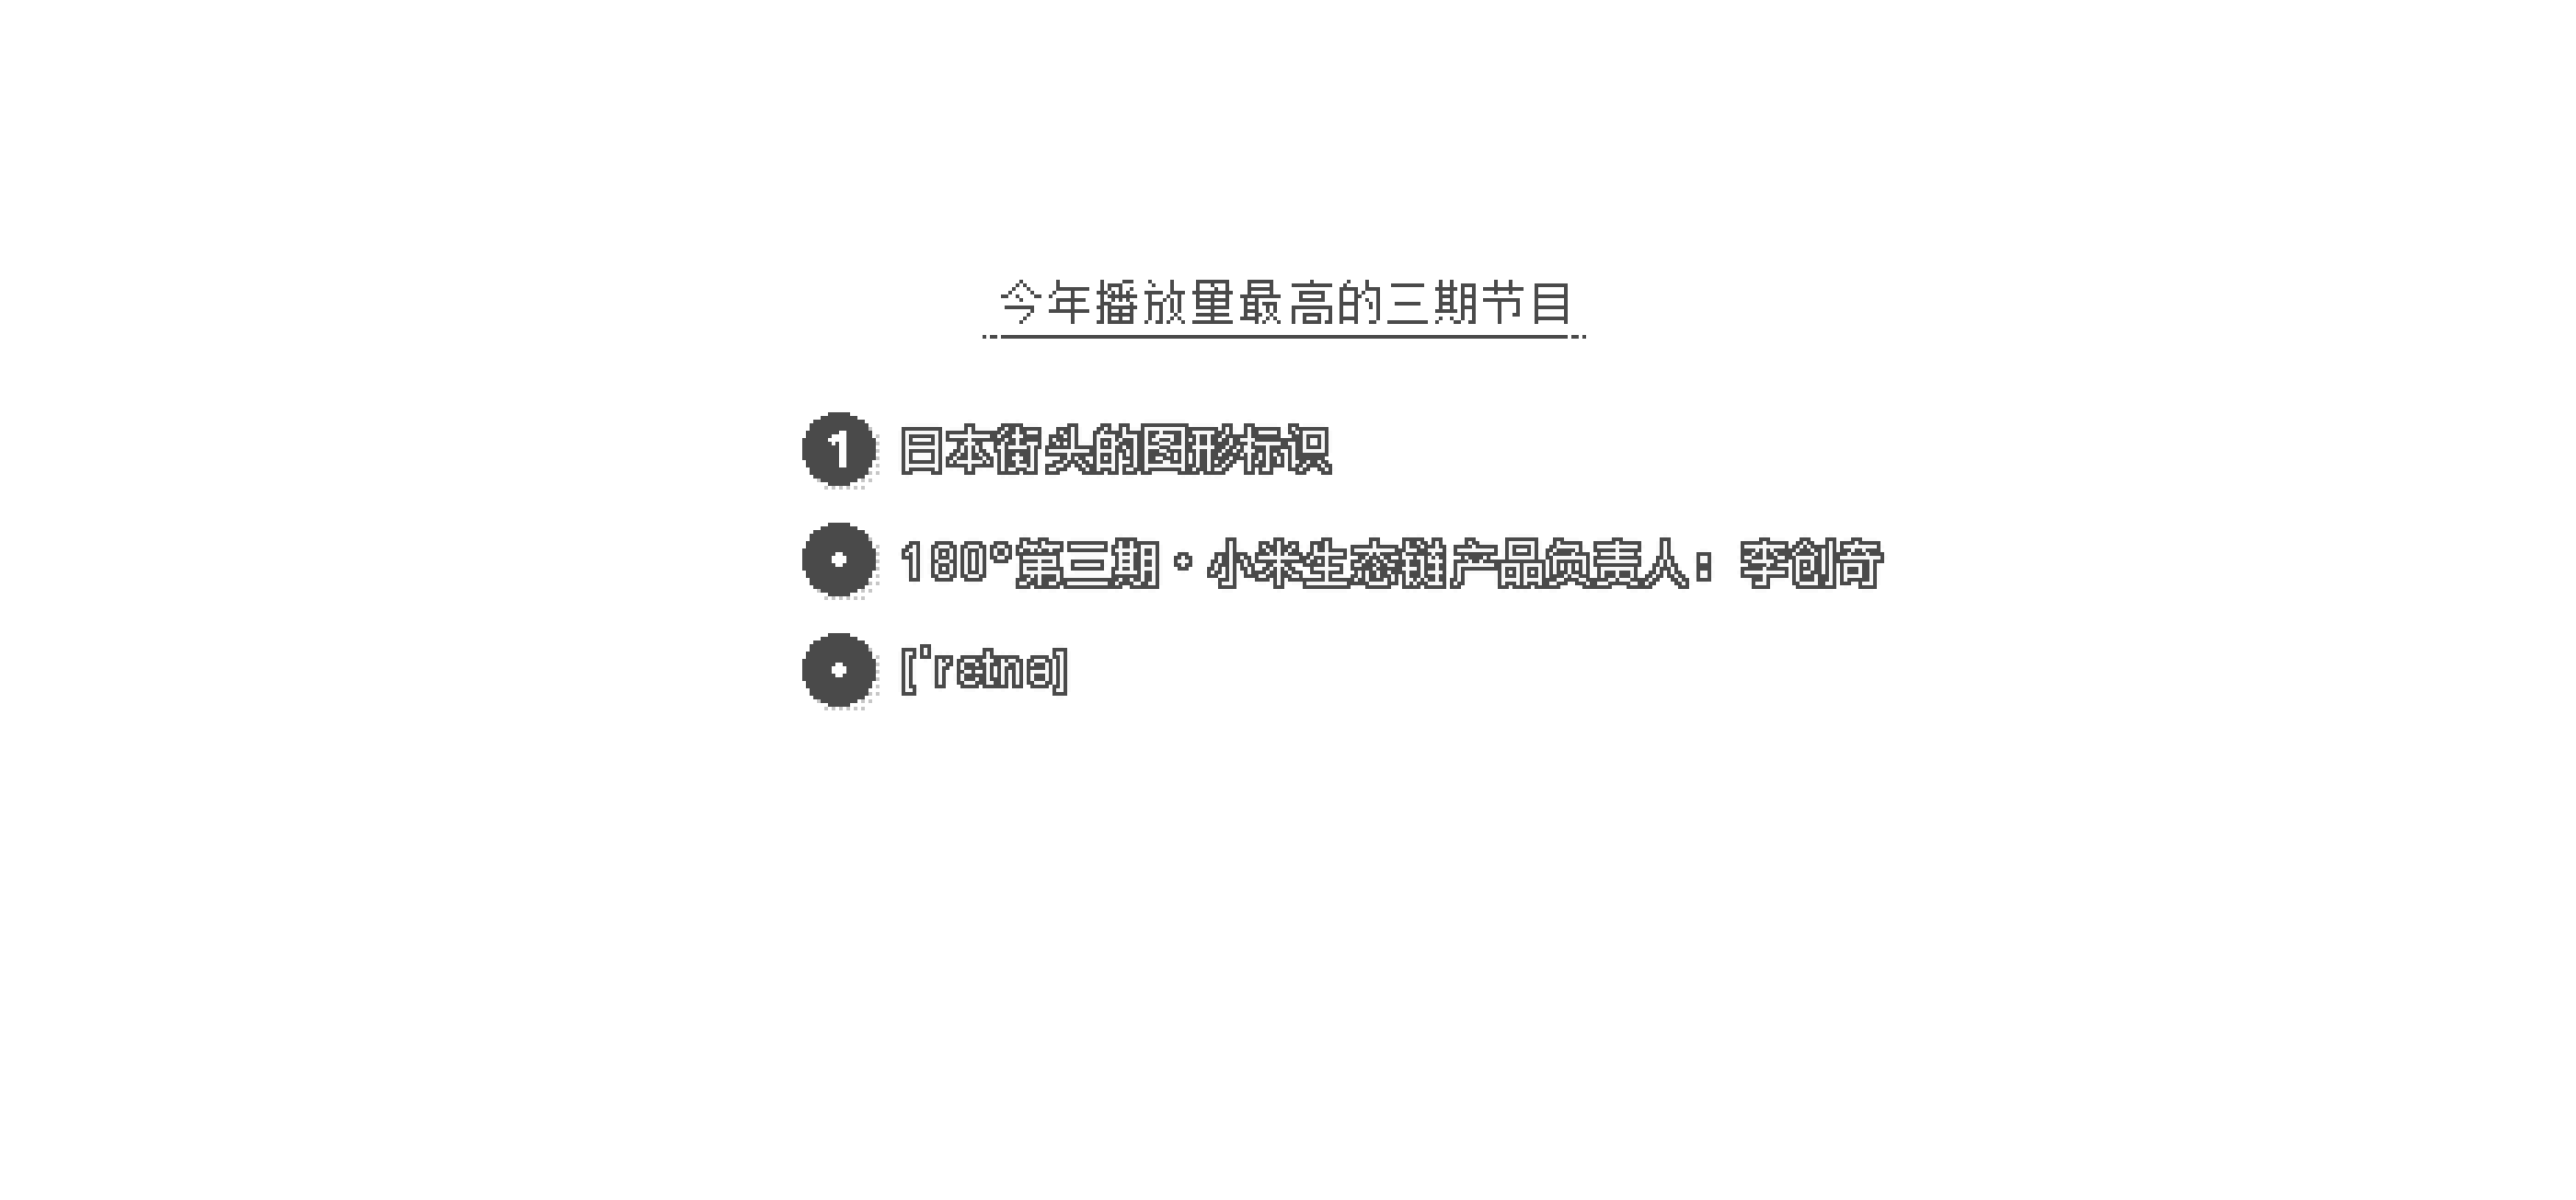 今年播放量最高的三期节目
1 日本街头的图形标识
• 180°第三期·小米生态链产品负责人：李创奇
•